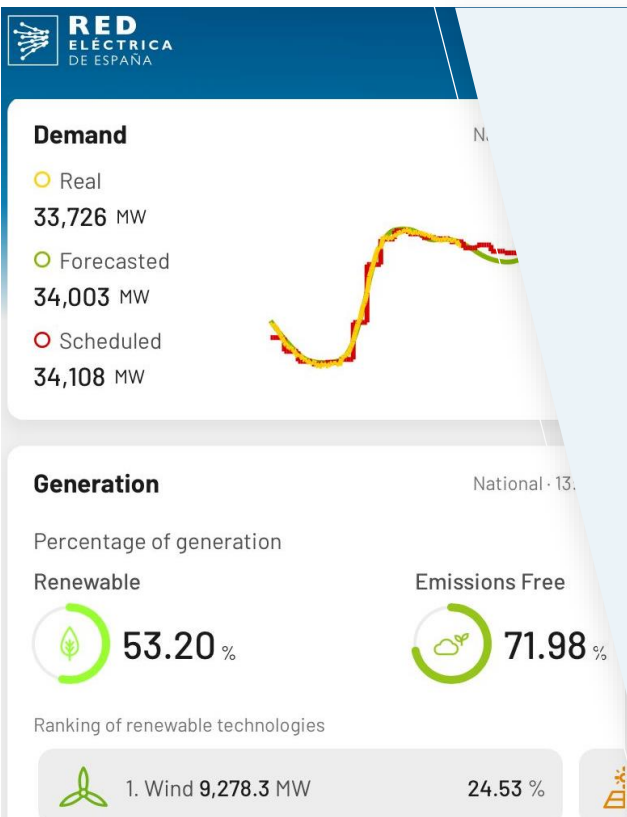 RED
ELÉCTRICA
DE ESPAÑA
Demand
Real
33,726 MW
Forecasted
34,003 MW
Scheduled
34,108 MW
Generation
National · 13.
Percentage of generation
Renewable
Emissions Free
53.20 %
71.98 %
Ranking of renewable technologies
1. Wind 9,278.3 MW
24.53 %